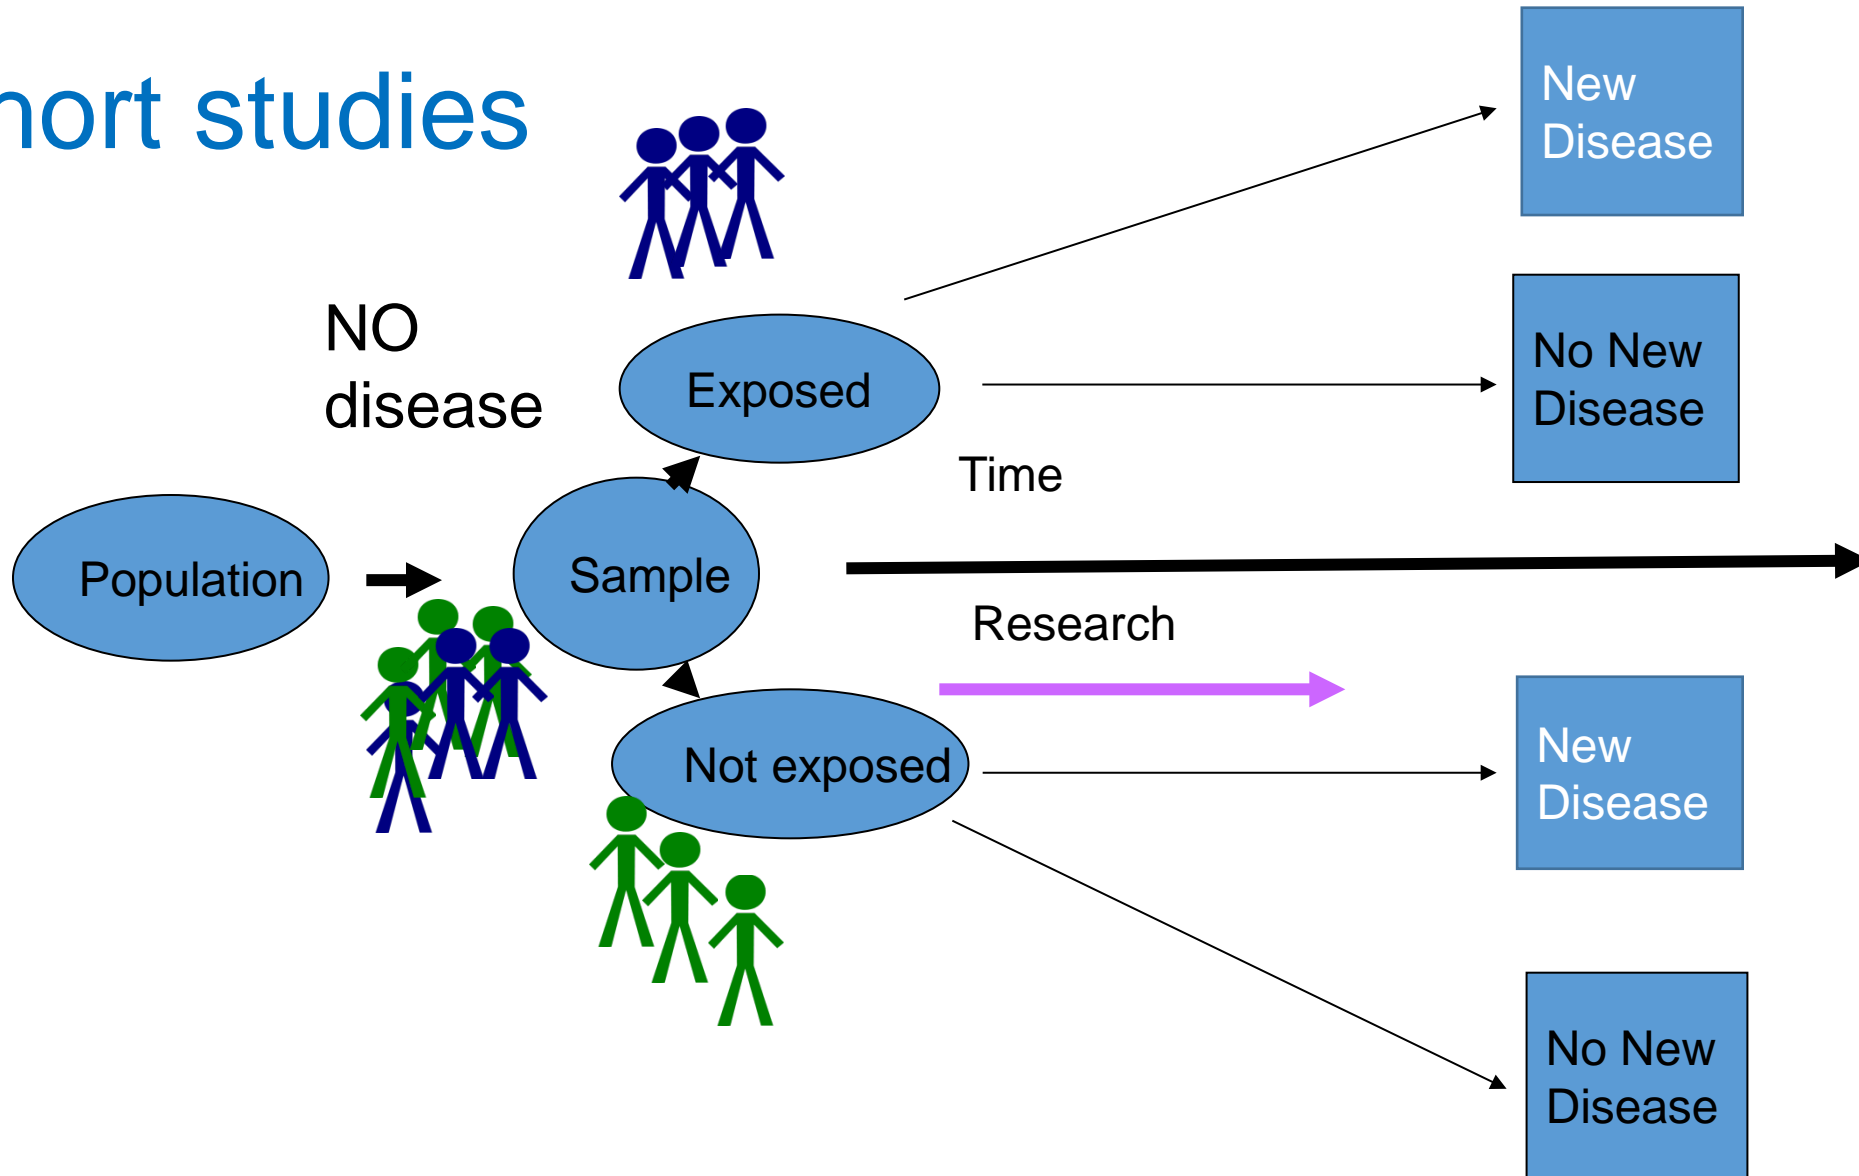 hort studies
New
Disease
NO
disease
Exposed
No New
Disease
Time
Population
Sample
Research
Not exposed
New
Disease
No New
Disease